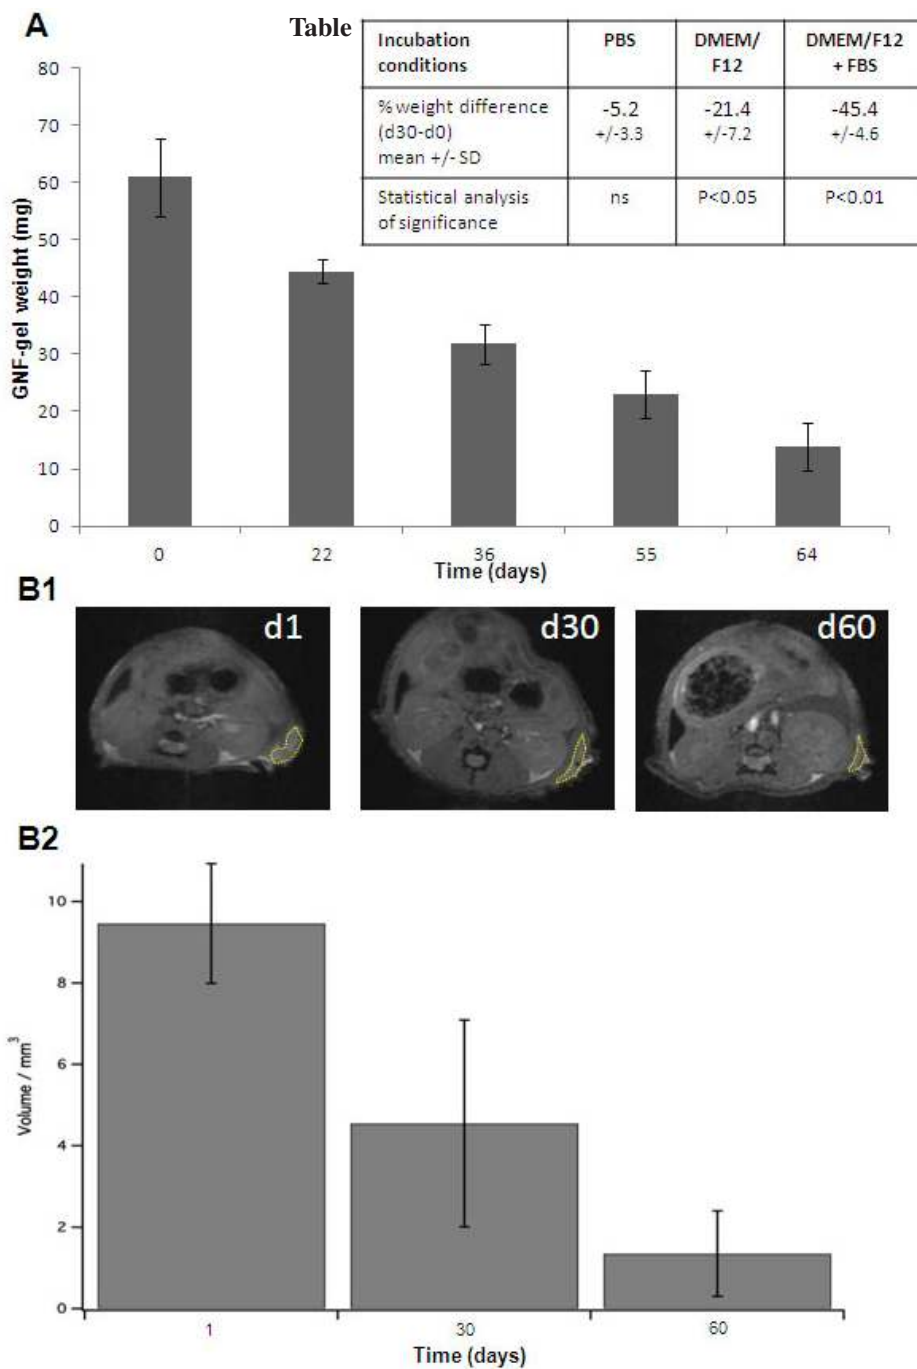 A
Table
Incubation conditions PBS DMEM/ F12 DMEM/F12 + FBS
% weight difference (d30-d0) mean +/- SD -5.2 +/-3.3 -21.4 +/-7.2 -45.4 +/-4.6
Statistical analysis of significance ns P<0.05 P<0.01
GNF-gel weight (mg)
80
70
60
50
40
30
20
10
0
0 22 36 55 64
Time (days)
B1
d1 d30 d60
B2
Volume / mm³
10
8
6
4
2
0
1 30 60
Time (days)